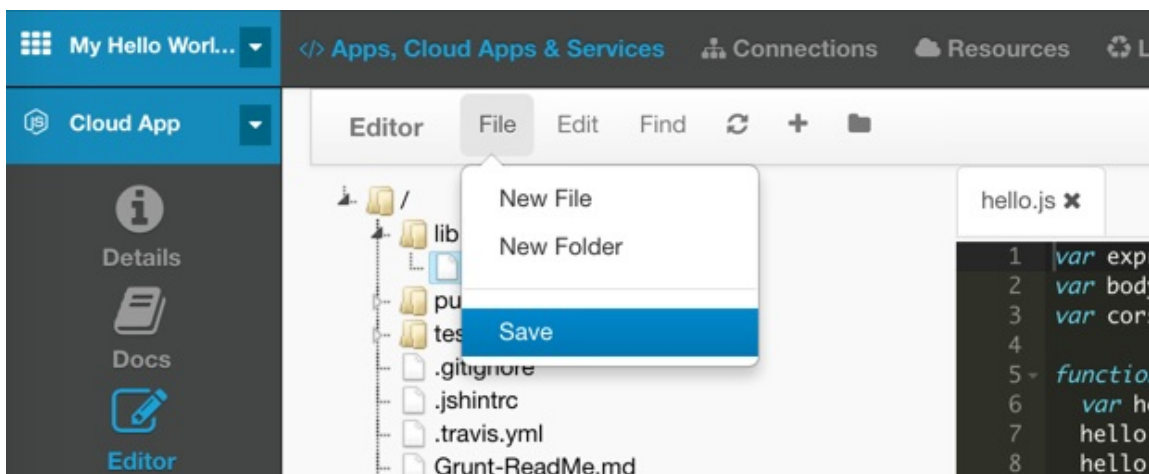 My Hello Worl...
</> Apps, Cloud Apps & Services
Connections
Resources
L
Cloud App
Editor
File
Edit
Find
New File
New Folder
Save
/
lib
pu
tes
.gitignore
.jshintrc
.travis.yml
Grunt-ReadMe.md
Details
Docs
Editor
hello.js ✖
1 var exp
2 var body
3 var cor
4
5 functio
6 var he
7 hello
8 hello